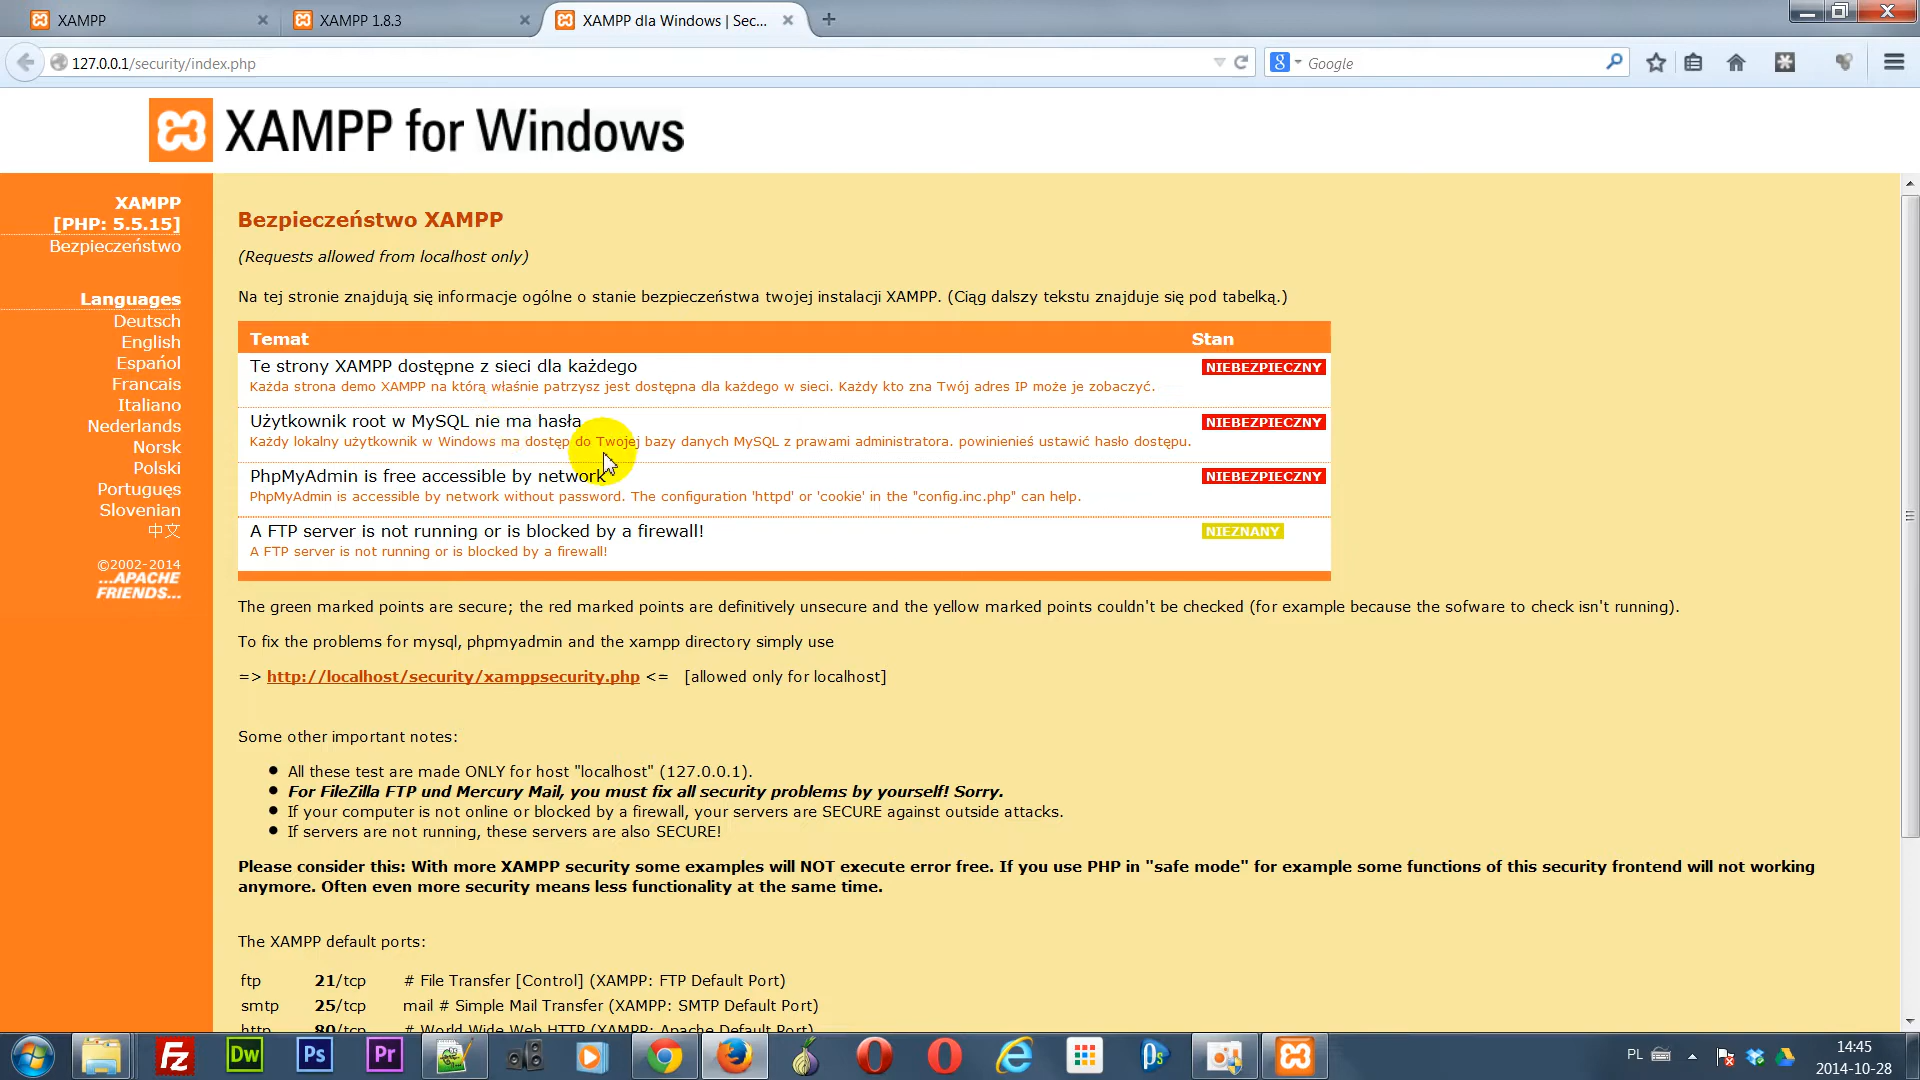 XAMPP
XAMPP 1.8.3
XAMPP dla Windows | Sec...
127.0.0.1/security/index.php
Google
XAMPP for Windows
XAMPP
[PHP: 5.5.15]
Bezpieczeństwo
Languages
Deutsch
English
Espańol
Francais
Italiano
Nederlands
Norsk
Polski
Portuguęs
Slovenian
中文
©2002-2014
...APACHE
FRIENDS...
Bezpieczeństwo XAMPP
(Requests allowed from localhost only)
Na tej stronie znajdują się informacje ogólne o stanie bezpieczeństwa twojej instalacji XAMPP. (Ciąg dalszy tekstu znajduje się pod tabelką.)
Temat Stan
Te strony XAMPP dostępne z sieci dla każdego NIEBEZPIECZNY
Każda strona demo XAMPP na którą właśnie patrzysz jest dostępna dla każdego w sieci. Każdy kto zna Twój adres IP może je zobaczyć.
Użytkownik root w MySQL nie ma hasła NIEBEZPIECZNY
Każdy lokalny użytkownik w Windows ma dostęp do Twojej bazy danych MySQL z prawami administratora. powinienieś ustawić hasło dostępu.
PhpMyAdmin is free accessible by network NIEBEZPIECZNY
PhpMyAdmin is accessible by network without password. The configuration 'httpd' or 'cookie' in the "config.inc.php" can help.
A FTP server is not running or is blocked by a firewall! NIEZNANY
A FTP server is not running or is blocked by a firewall!
The green marked points are secure; the red marked points are definitively unsecure and the yellow marked points couldn't be checked (for example because the sofware to check isn't running).
To fix the problems for mysql, phpmyadmin and the xampp directory simply use
=> http://localhost/security/xamppsecurity.php <= [allowed only for localhost]
Some other important notes:
All these test are made ONLY for host "localhost" (127.0.0.1).
For FileZilla FTP und Mercury Mail, you must fix all security problems by yourself! Sorry.
If your computer is not online or blocked by a firewall, your servers are SECURE against outside attacks.
If servers are not running, these servers are also SECURE!
Please consider this: With more XAMPP security some examples will NOT execute error free. If you use PHP in "safe mode" for example some functions of this security frontend will not working
anymore. Often even more security means less functionality at the same time.
The XAMPP default ports:
ftp 21/tcp # File Transfer [Control] (XAMPP: FTP Default Port)
smtp 25/tcp mail # Simple Mail Transfer (XAMPP: SMTP Default Port)
http 80/tcp # World Wide Web HTTP (XAMPP: Apache Default Port)
Dw
Ps
Pr
PL
14:45
2014-10-28